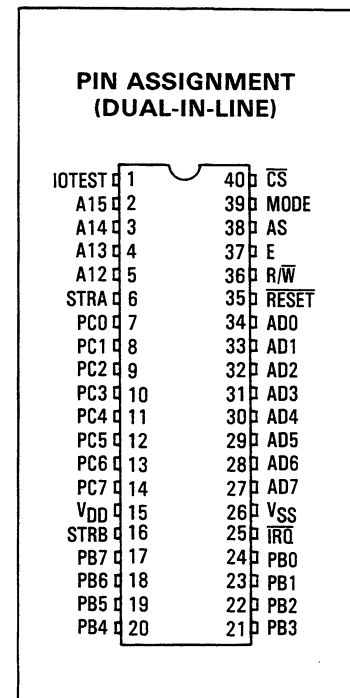 PIN ASSIGNMENT
(DUAL-IN-LINE)
IOTEST 1 40 C̅S̅
A15 2 39 MODE
A14 3 38 AS
A13 4 37 E
A12 5 36 R/W̅
STRA 6 35 R̅E̅S̅E̅T̅
PC0 7 34 AD0
PC1 8 33 AD1
PC2 9 32 AD2
PC3 10 31 AD3
PC4 11 30 AD4
PC5 12 29 AD5
PC6 13 28 AD6
PC7 14 27 AD7
VDD 15 26 VSS
STRB 16 25 I̅R̅Q̅
PB7 17 24 PB0
PB6 18 23 PB1
PB5 19 22 PB2
PB4 20 21 PB3